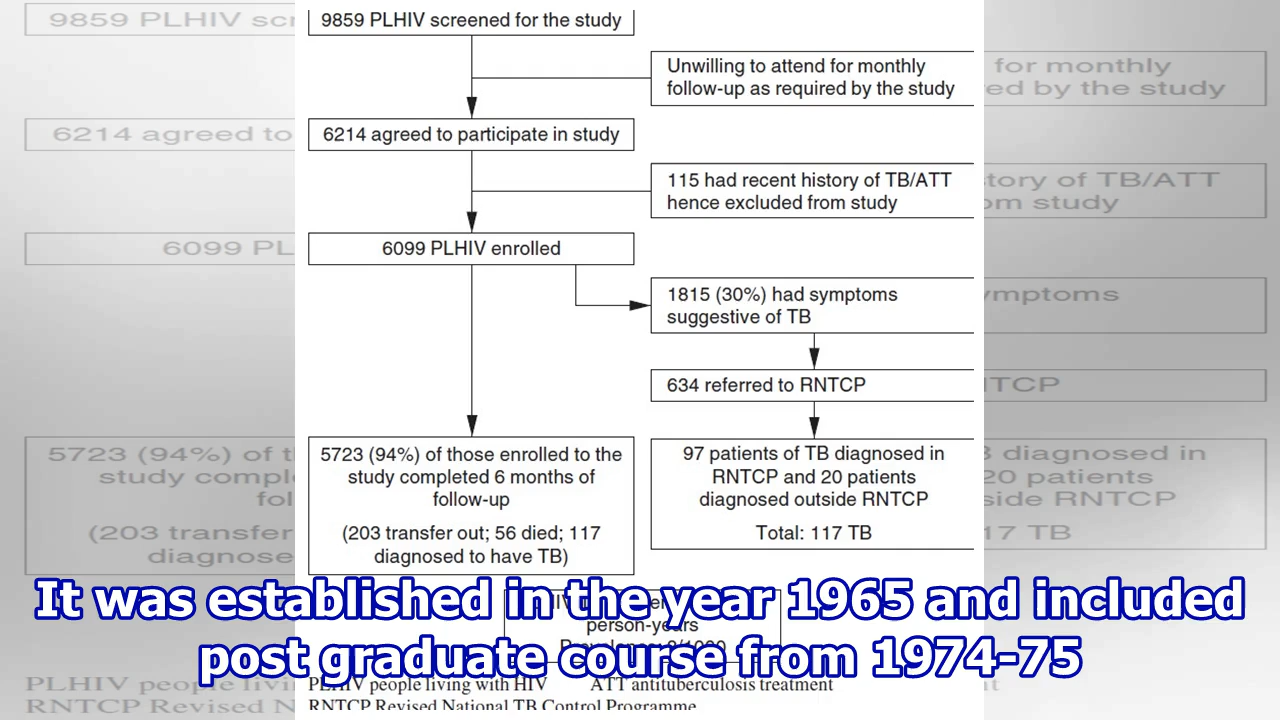 9859 PLHIV screened for the study
Unwilling to attend for monthly
follow-up as required by the study
6214 agreed to participate in study
115 had recent history of TB/ATT
hence excluded from study
6099 PLHIV enrolled
1815 (30%) had symptoms
suggestive of TB
634 referred to RNTCP
5723 (94%) of those enrolled to the
study completed 6 months of
follow-up
(203 transfer out; 56 died; 117
diagnosed to have TB)
97 patients of TB diagnosed in
RNTCP and 20 patients
diagnosed outside RNTCP
Total: 117 TB
person-years
It was established in the year 1965 and included
post graduate course from 1974-75
PLHIV people living with HIV ATT antituberculosis treatment
RNTCP Revised National TB Control Programme